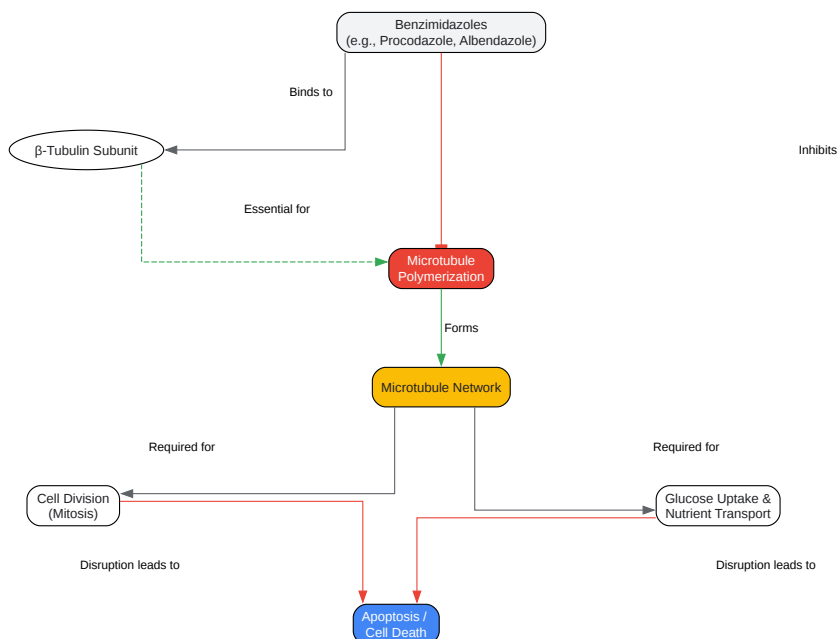 Benzimidazoles
(e.g., Procodazole, Albendazole)
Binds to
β-Tubulin Subunit
Inhibits
Essential for
Microtubule
Polymerization
Forms
Microtubule Network
Required for
Required for
Cell Division
(Mitosis)
Glucose Uptake &
Nutrient Transport
Disruption leads to
Disruption leads to
Apoptosis /
Cell Death